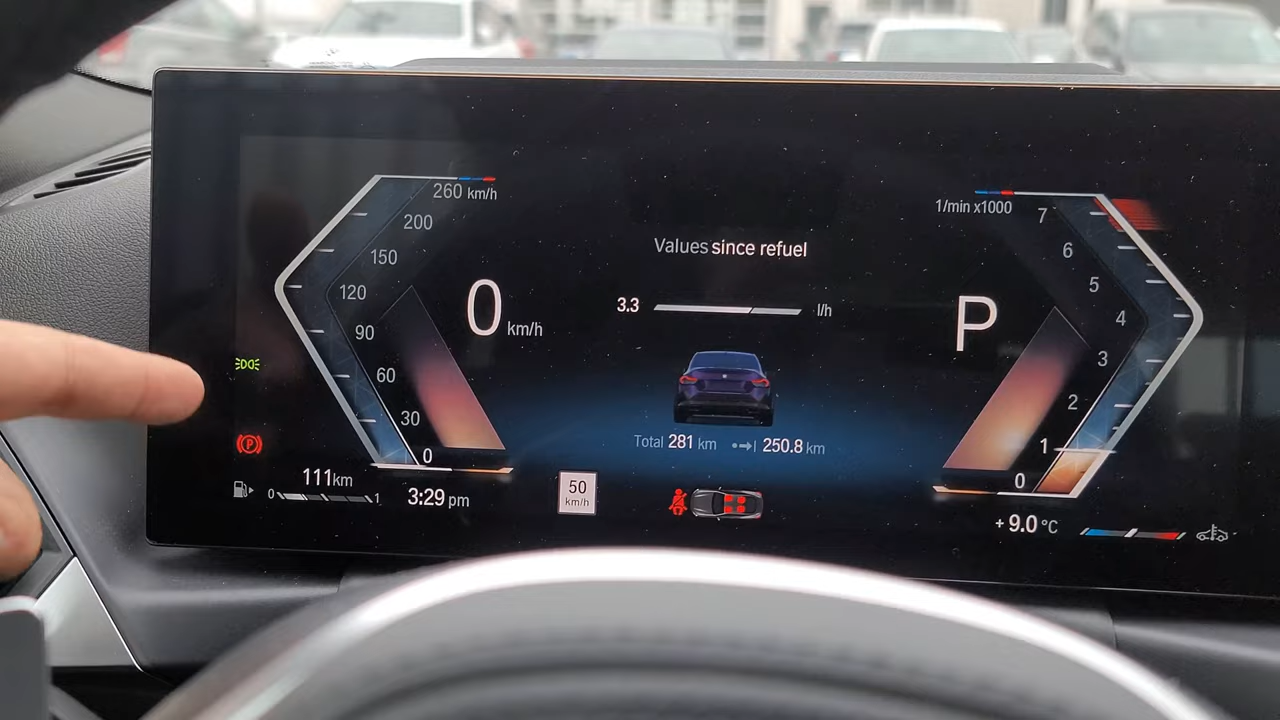 260 km/h
200
150
120
90
60
30
0
0 km/h
Values since refuel
3.3 l/h
Total 281 km 250.8 km
1/min x1000
7
6
5
4
3
2
1
0
P
P
111 km
0 1
3:29 pm
50
km/h
+ 9.0 °C